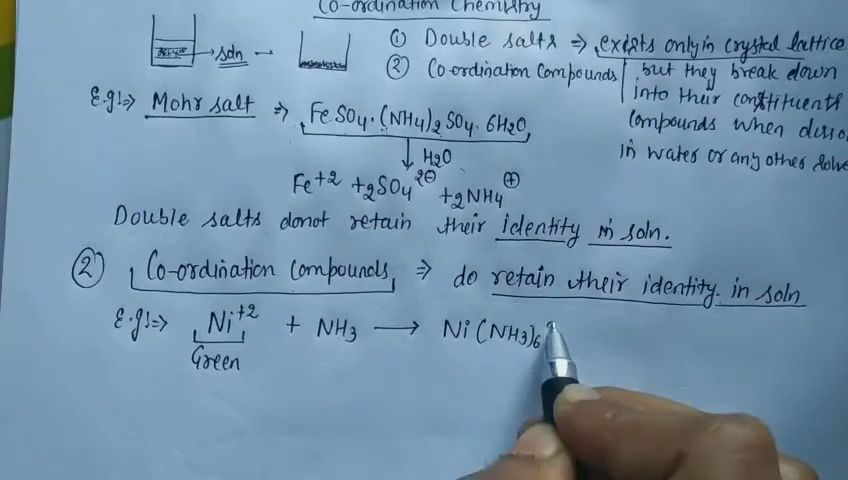 Co-ordination Chemistry
soln
① Double salts ⇒ exists only in crystal lattice
but they break down
into their constituents
compounds when
in water or any other
② Co-ordination Compounds
E.g!⇒ Mohr salt ⇒ FeSO4.(NH4)2SO4.6H2O
↓ H2O
Fe+2 + 2SO4 2⊖ + 2NH4 ⊕
Double salts donot retain their identity in soln.
② Co-ordination Compounds ⇒ do retain their identity in soln
E.g!⇒ Ni+2 + NH3 → Ni(NH3)6
Green